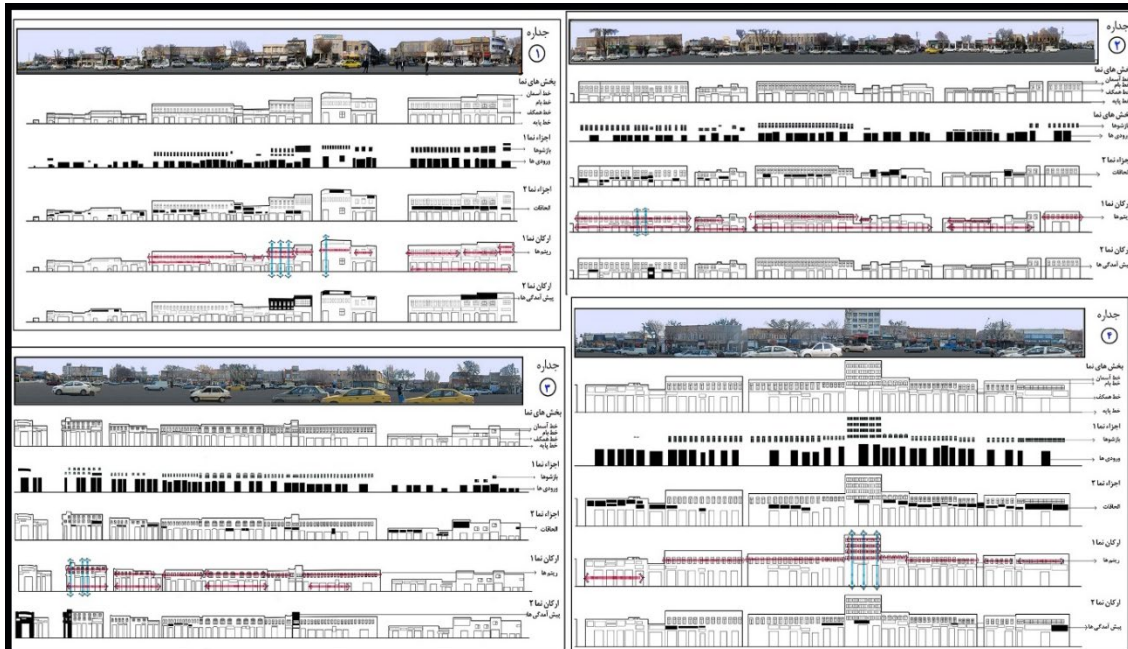 جداره
۱
بخش های نما
خط آسمان
خط بام
خط همکف
خط پایه
اجزاء نما ۱
بازشوها
ورودی ها
اجزاء نما ۲
الحاقات
ارکان نما ۱
ریتم ها
ارکان نما ۲
پیش آمدگی ها
جداره
۲
بخش های نما
خط آسمان
خط بام
خط همکف
خط پایه
بخش های نما
بازشوها
ورودی ها
اجزاء نما ۲
الحاقات
ارکان نما ۱
ریتم ها
ارکان نما ۲
پیش آمدگی ها
جداره
۳
بخش های نما
خط آسمان
خط بام
خط همکف
خط پایه
اجزاء نما ۱
بازشوها
ورودی ها
اجزاء نما ۲
الحاقات
ارکان نما ۱
ریتم ها
ارکان نما ۲
پیش آمدگی ها
جداره
۴
بخش های نما
خط آسمان
خط بام
خط همکف
خط پایه
اجزاء نما ۱
بازشوها
ورودی ها
اجزاء نما ۲
الحاقات
ارکان نما ۱
ریتم ها
ارکان نما ۲
پیش آمدگی ها